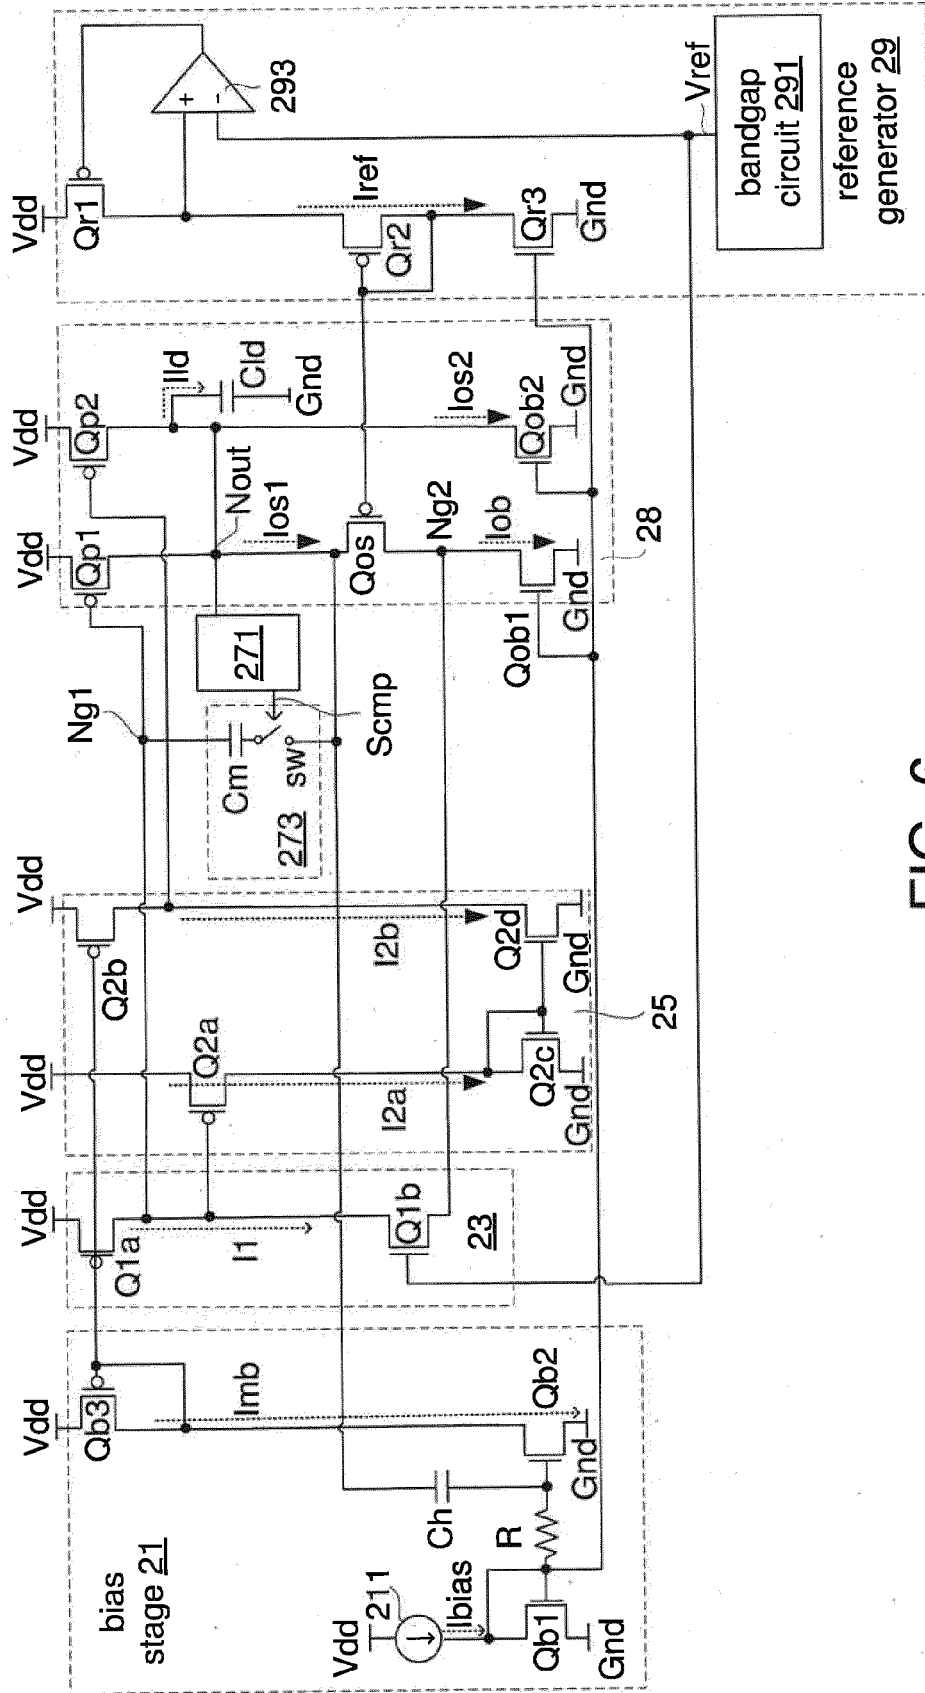 bias
stage 21
Vdd
211
Ibias
Qb1
Gnd
R
Ch
Vdd
Qb3
Imb
Qb2
Gnd
Vdd
Q1a
I1
Q1b
23
Vdd
Q2a
I2a
Q2c
Gnd
Vdd
Q2b
I2b
Q2d
Gnd
25
Ng1
Cm
sw
273
271
Scmp
Vdd
Qp1
Nout
Ios1
Qos
Ng2
Iob
Qob1
Gnd
28
Vdd
Qp2
Ild
Cld
Gnd
Ios2
Qob2
Gnd
Vdd
Qr1
+
-
293
Iref
Qr2
Qr3
Gnd
Vref
bandgap
circuit 291
reference
generator 29